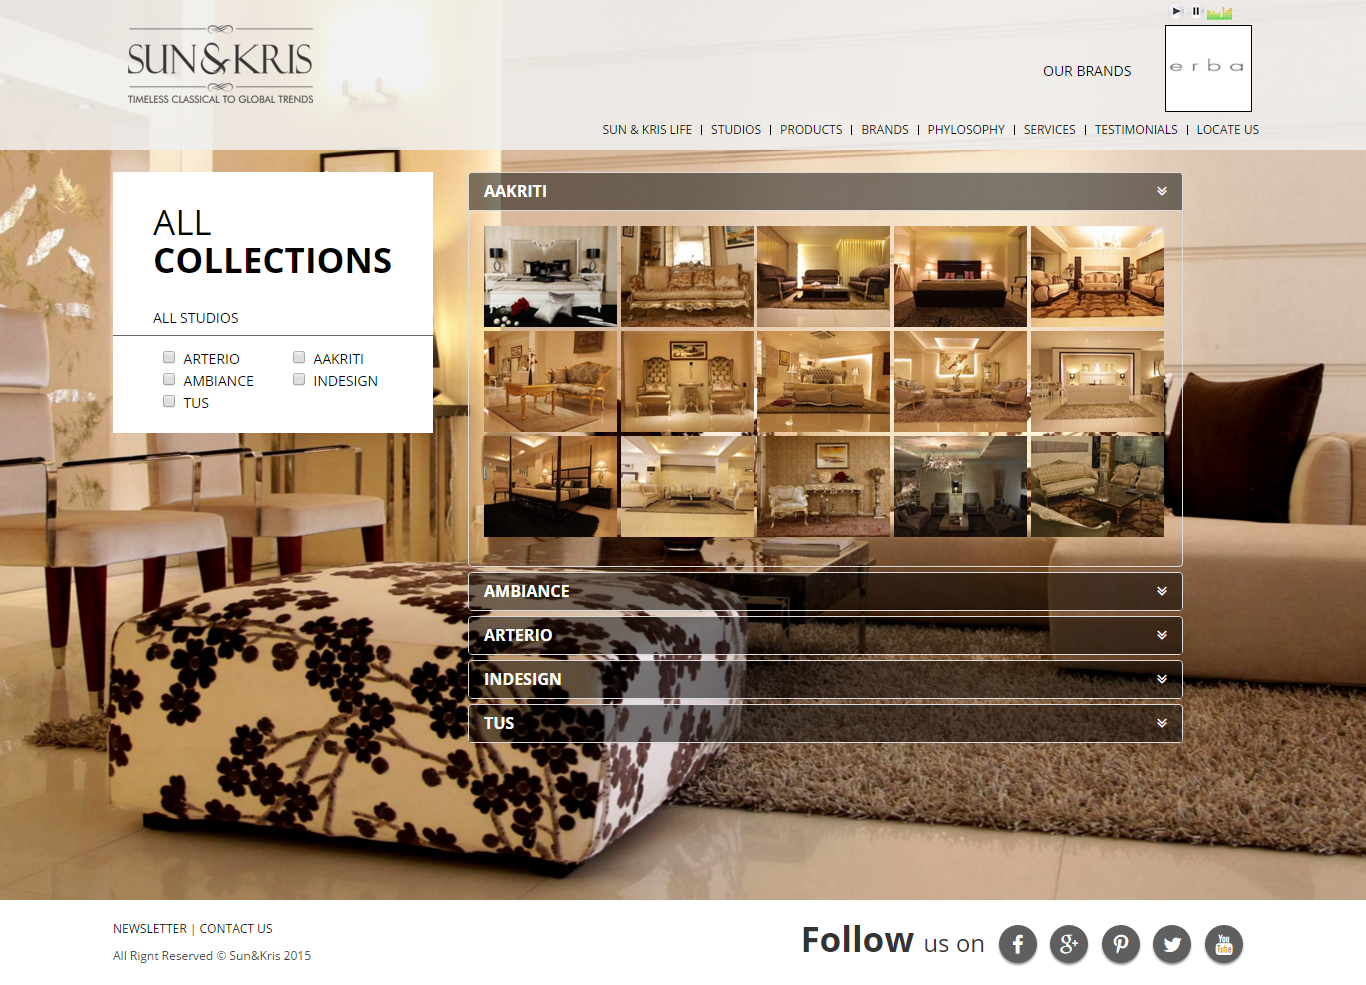 SUN&KRIS
TIMELESS CLASSICAL TO GLOBAL TRENDS
OUR BRANDS
erba
SUN & KRIS LIFE | STUDIOS | PRODUCTS | BRANDS | PHYLOSOPHY | SERVICES | TESTIMONIALS | LOCATE US
ALL
COLLECTIONS
ALL STUDIOS
ARTERIO AAKRITI
AMBIANCE INDESIGN
TUS
AAKRITI
AMBIANCE
ARTERIO
INDESIGN
TUS
NEWSLETTER | CONTACT US
All Rignt Reserved © Sun&Kris 2015
Follow us on
f g+ You Tube